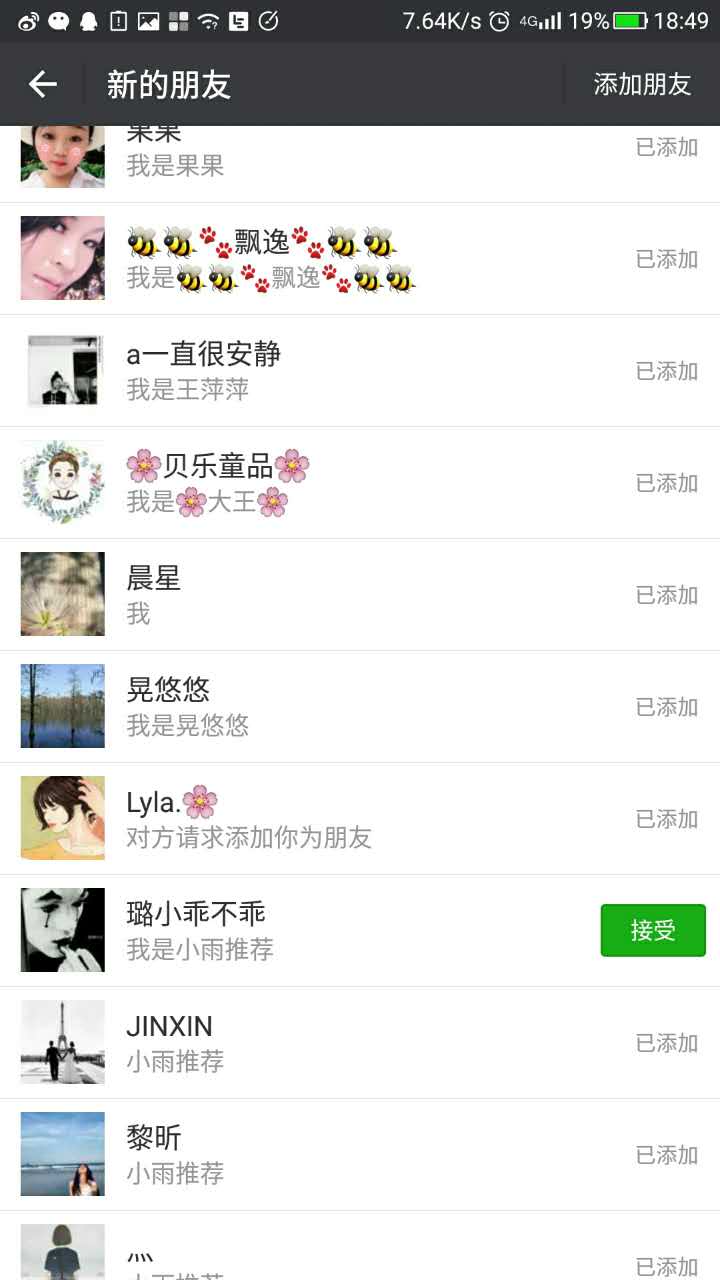 7.64K/s 4G 19% 18:49
新的朋友
添加朋友
果果
我是果果
已添加
🐝🐝🐾飘逸🐾🐝🐝
我是🐝🐝🐾飘逸🐾🐝🐝
已添加
a一直很安静
我是王萍萍
已添加
🌸贝乐童品🌸
我是🌸大王🌸
已添加
晨星
我
已添加
晃悠悠
我是晃悠悠
已添加
Lyla.🌸
对方请求添加你为朋友
已添加
璐小乖不乖
我是小雨推荐
接受
JINXIN
小雨推荐
已添加
黎昕
小雨推荐
已添加
灬
小雨推荐
已添加